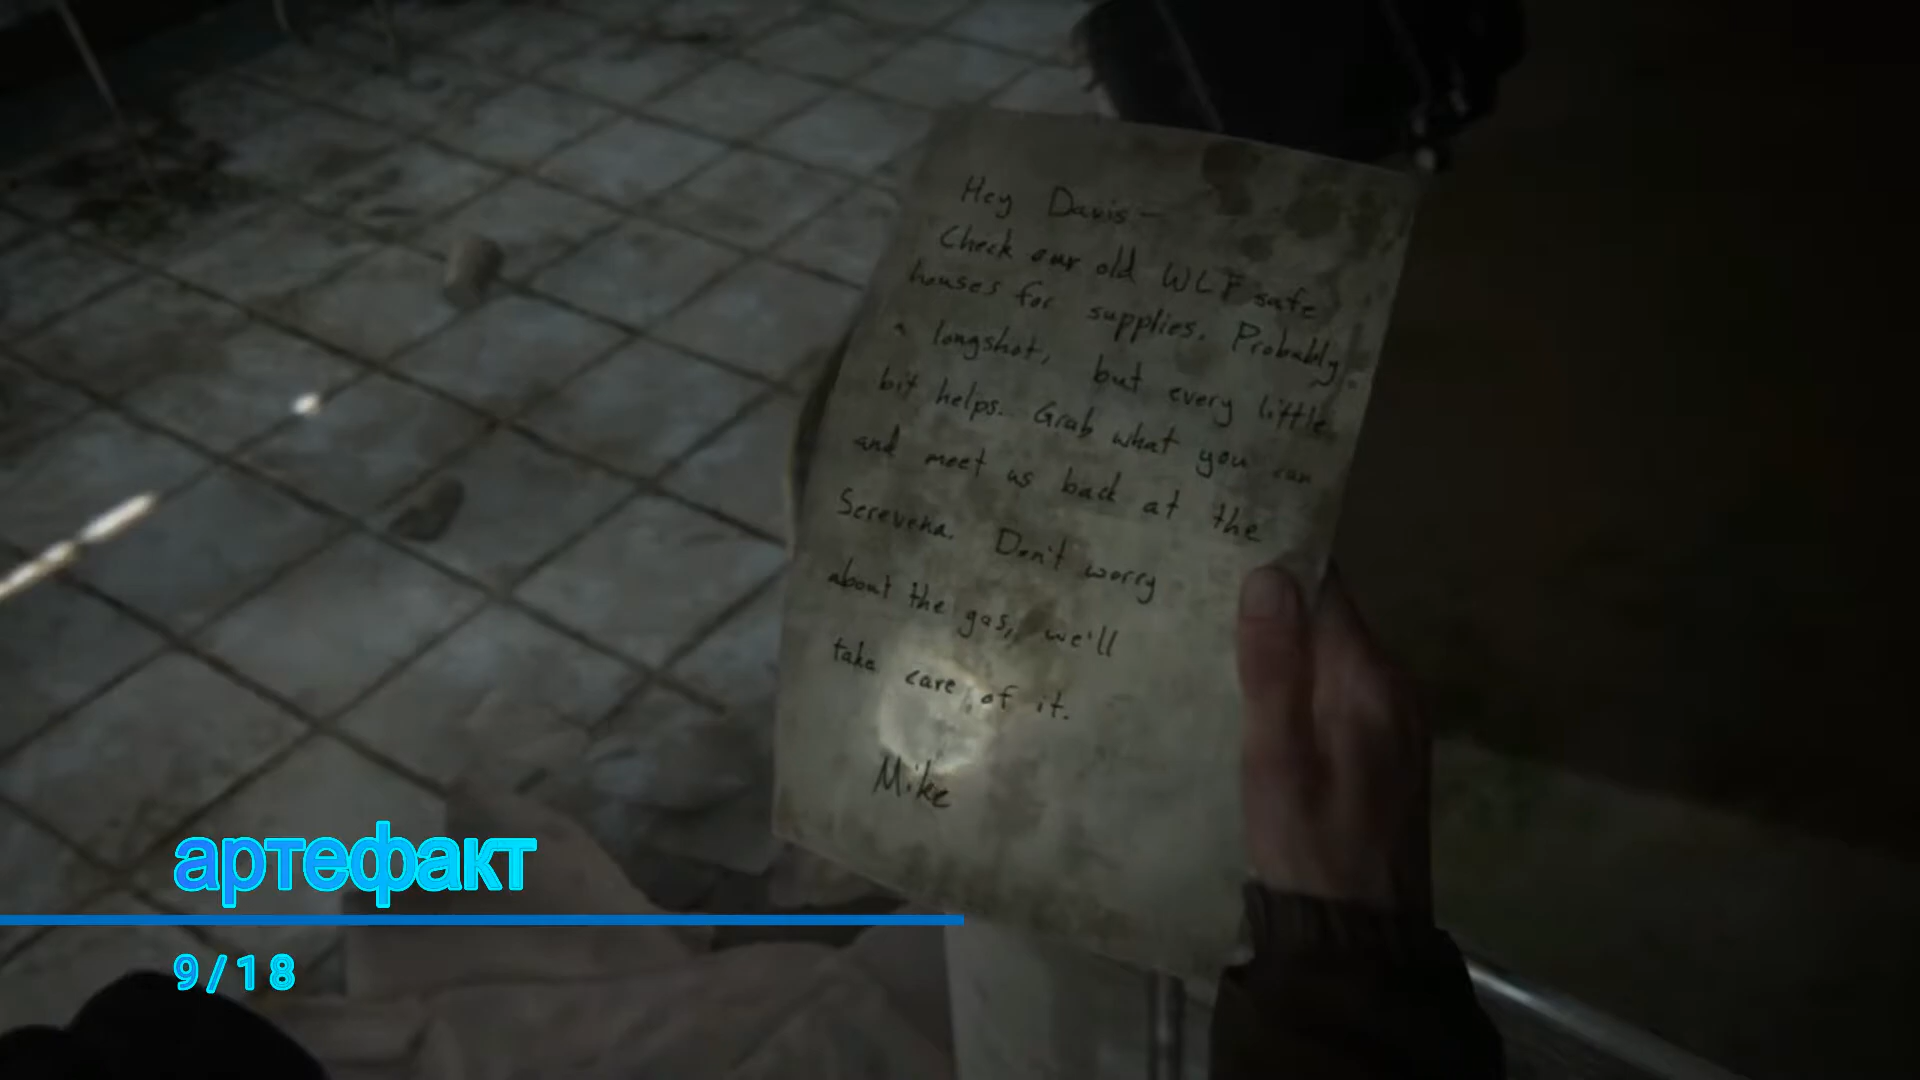 Hey Davis —
Check our old WLF safe
houses for supplies. Probably
a longshot, but every little
bit helps. Grab what you can
and meet us back at the
Serevena. Don't worry
about the gas, we'll
take care of it.
Mike
артефакт
9/18